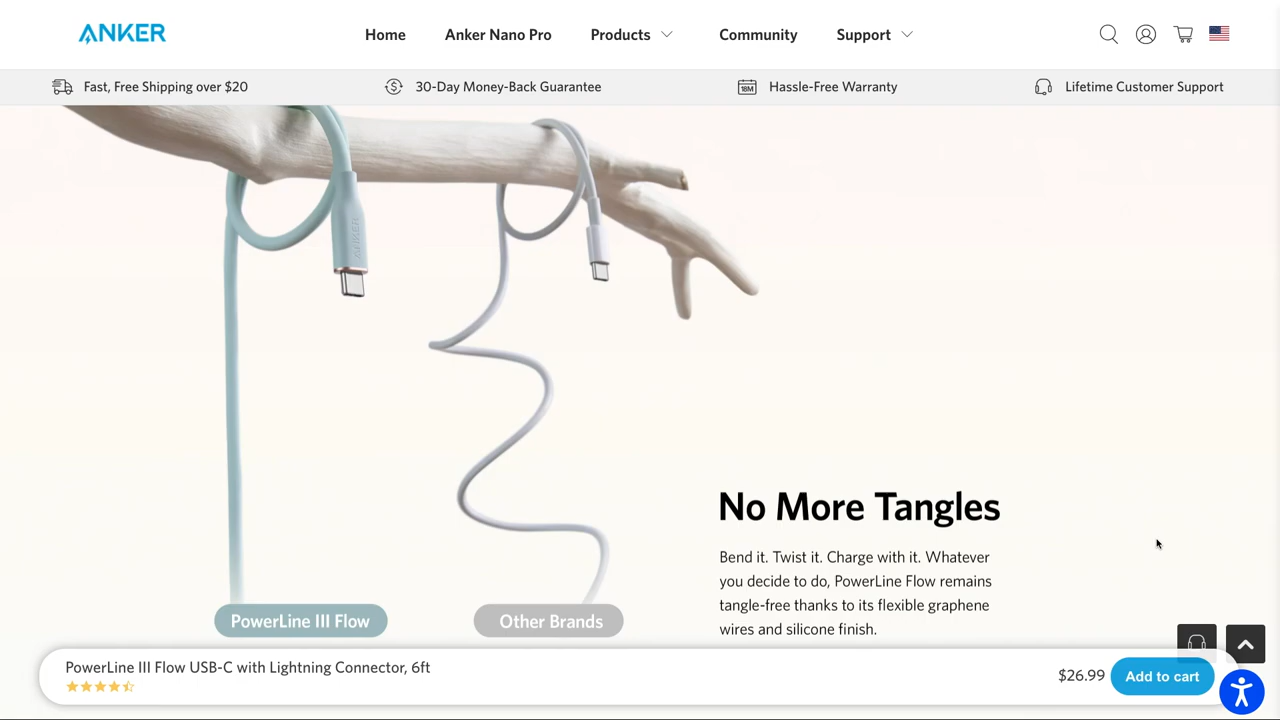 ANKER
Home
Anker Nano Pro
Products
Community
Support
Fast, Free Shipping over $20
30-Day Money-Back Guarantee
18M
Hassle-Free Warranty
Lifetime Customer Support
ANKER
No More Tangles
Bend it. Twist it. Charge with it. Whatever
you decide to do, PowerLine Flow remains
tangle-free thanks to its flexible graphene
wires and silicone finish.
PowerLine III Flow
Other Brands
PowerLine III Flow USB-C with Lightning Connector, 6ft
$26.99
Add to cart